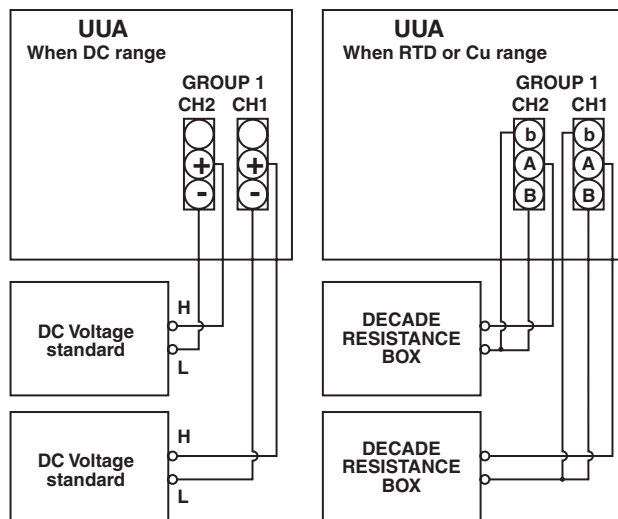 UUA
When DC range
GROUP 1
CH2 CH1
+ +
- -
H
DC Voltage
standard
L
H
DC Voltage
standard
L
UUA
When RTD or Cu range
GROUP 1
CH2 CH1
b b
A A
B B
DECADE
RESISTANCE
BOX
DECADE
RESISTANCE
BOX